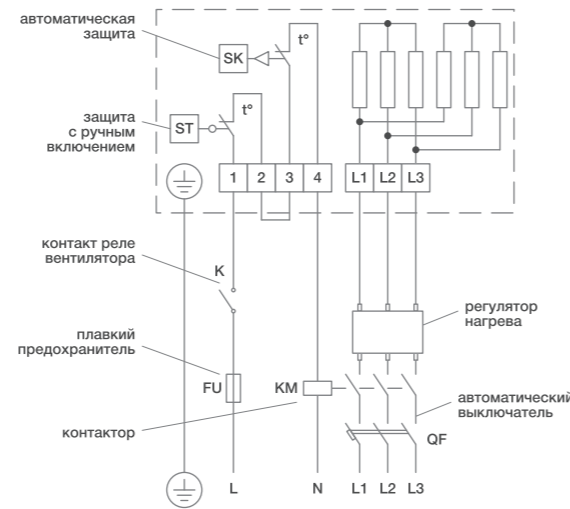 автоматическая
защита
SK
t°
защита
с ручным
включением
ST
t°
1 2 3 4 L1 L2 L3
контакт реле
вентилятора
K
регулятор
нагрева
плавкий
предохранитель
FU
KM
автоматический
выключатель
контактор
QF
L N L1 L2 L3